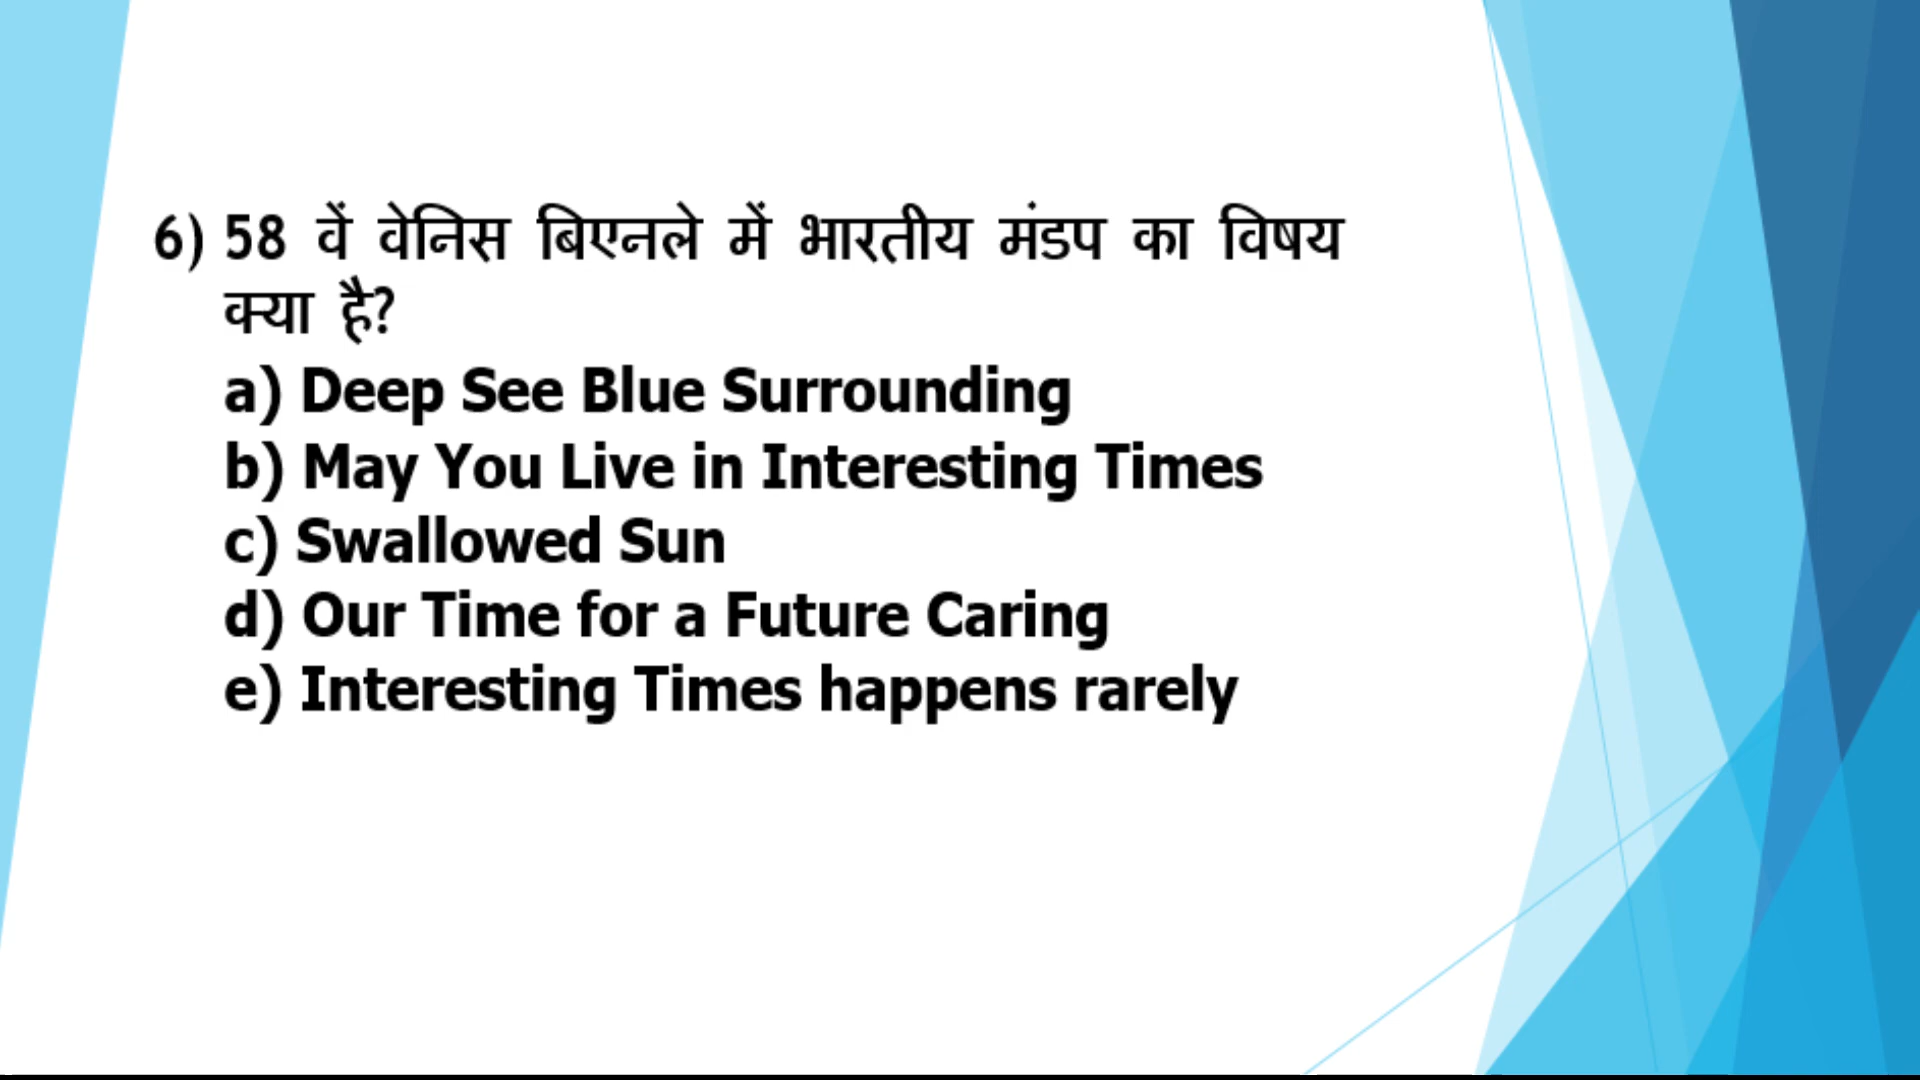 6) 58 वें वेनिस बिएनले में भारतीय मंडप का विषय
क्या है?
a) Deep See Blue Surrounding
b) May You Live in Interesting Times
c) Swallowed Sun
d) Our Time for a Future Caring
e) Interesting Times happens rarely